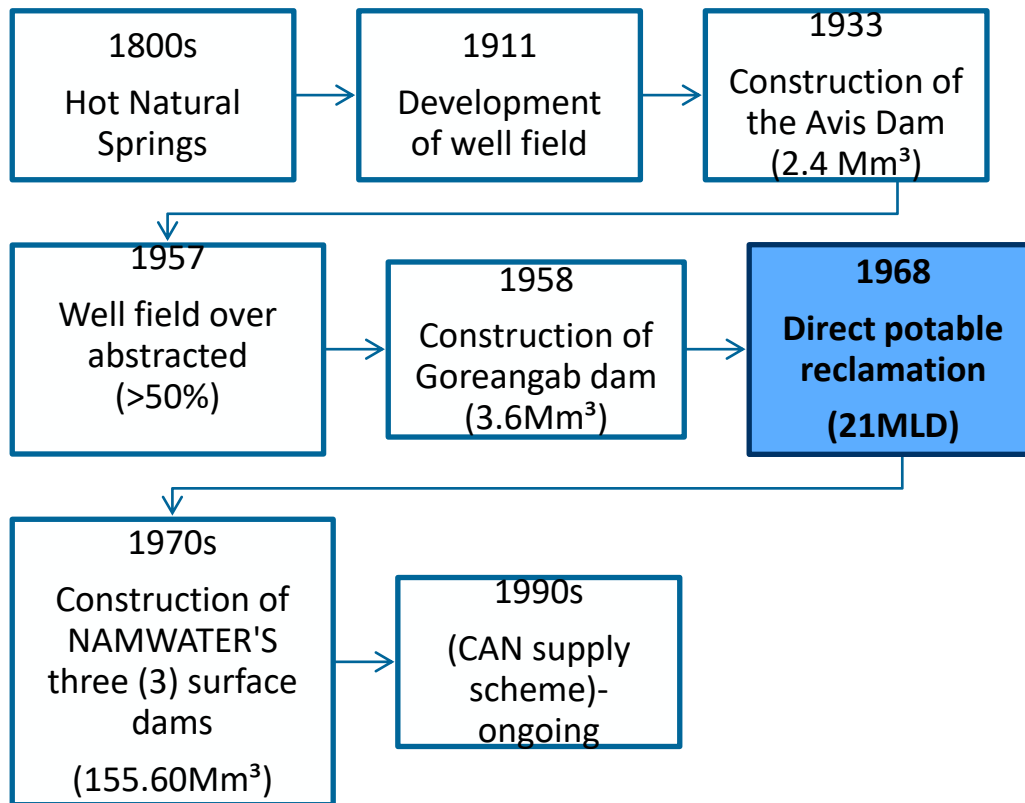 1800s
Hot Natural
Springs
1911
Development
of well field
1933
Construction of
the Avis Dam
(2.4 Mm³)
1957
Well field over
abstracted
(>50%)
1958
Construction of
Goreangab dam
(3.6Mm³)
1968
Direct potable
reclamation
(21MLD)
1970s
Construction of
NAMWATER'S
three (3) surface
dams
(155.60Mm³)
1990s
(CAN supply
scheme)-
ongoing